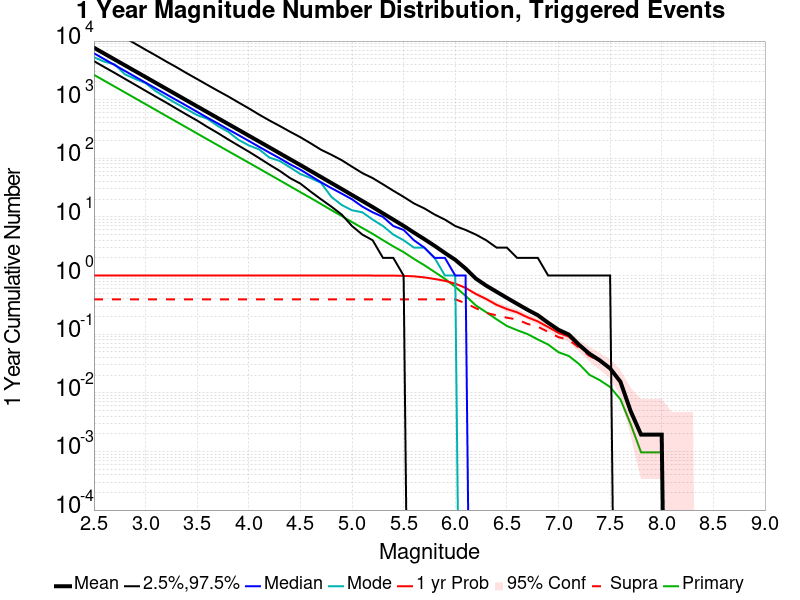 1 Year Magnitude Number Distribution, Triggered Events
1 Year Cumulative Number
10^4
10^3
10^2
10^1
10^0
10^-1
10^-2
10^-3
10^-4
2.5 3.0 3.5 4.0 4.5 5.0 5.5 6.0 6.5 7.0 7.5 8.0 8.5 9.0
Magnitude
Mean 2.5%,97.5% Median Mode 1 yr Prob 95% Conf Supra Primary